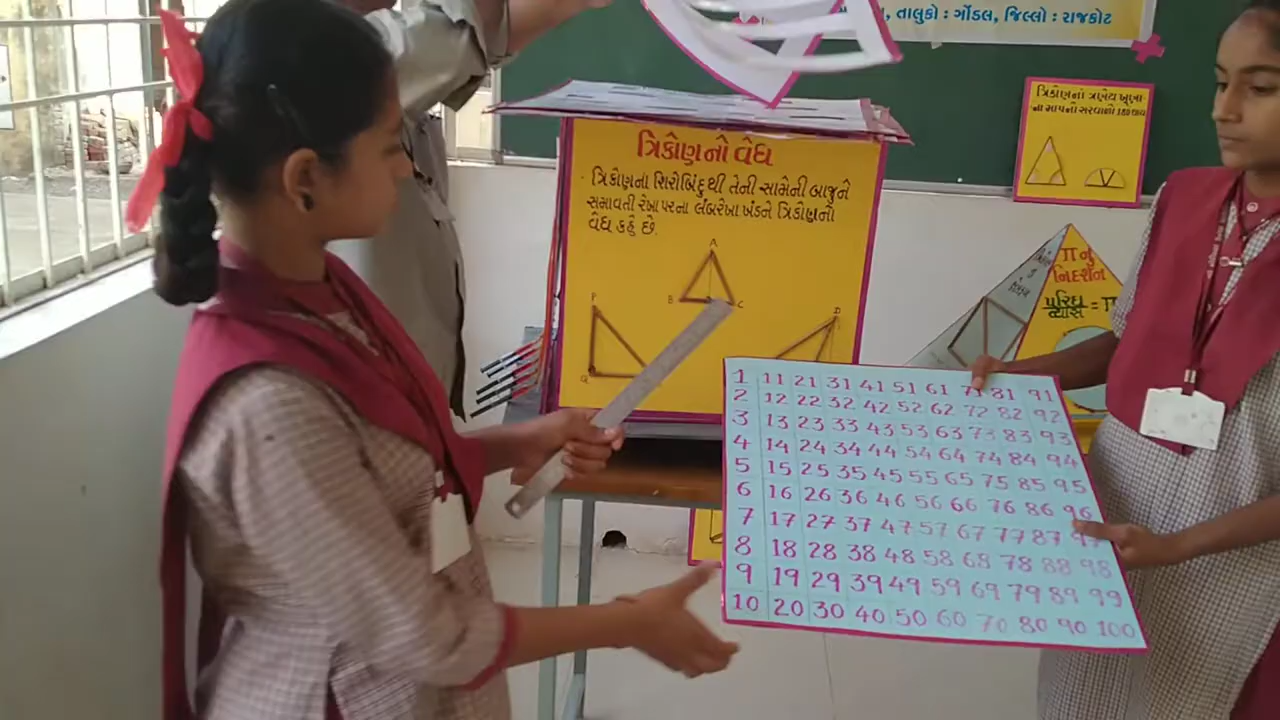 , તાલુકો : ગોંડલ, જિલ્લો : રાજકોટ
ત્રિકોણના ત્રણેય ખુણા
ના માપનો સરવાળો 180 થાય
ત્રિકોણનો વેધ
ત્રિકોણના શિરોબિંદુથી તેની સામેની બાજુને
સમાવતી રેખા પરના લંબરેખાખંડને ત્રિકોણનો
વેધ કહે છે.
A
B C
P
Q
D
π નુ
નિદર્શન
પરિઘ
વ્યાસ = π
1 11 21 31 41 51 61 71 81 91
2 12 22 32 42 52 62 72 82 92
3 13 23 33 43 53 63 73 83 93
4 14 24 34 44 54 64 74 84 94
5 15 25 35 45 55 65 75 85 95
6 16 26 36 46 56 66 76 86 96
7 17 27 37 47 57 67 77 87 97
8 18 28 38 48 58 68 78 88 98
9 19 29 39 49 59 69 79 89 99
10 20 30 40 50 60 70 80 90 100